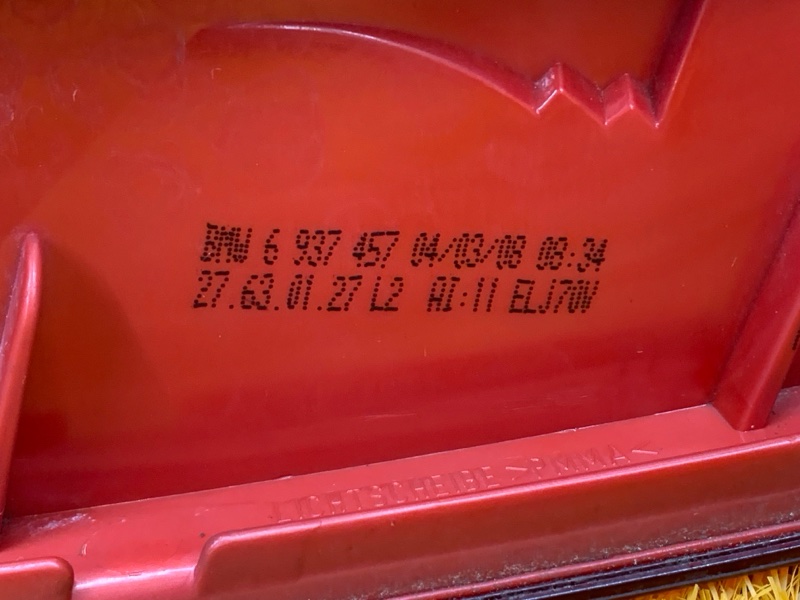 BMW 6 937 457 04/03/08 08:34
27.63.01.27 L2 AI:11 ELJ70W
LICHTSCHEIBE >PMMA<